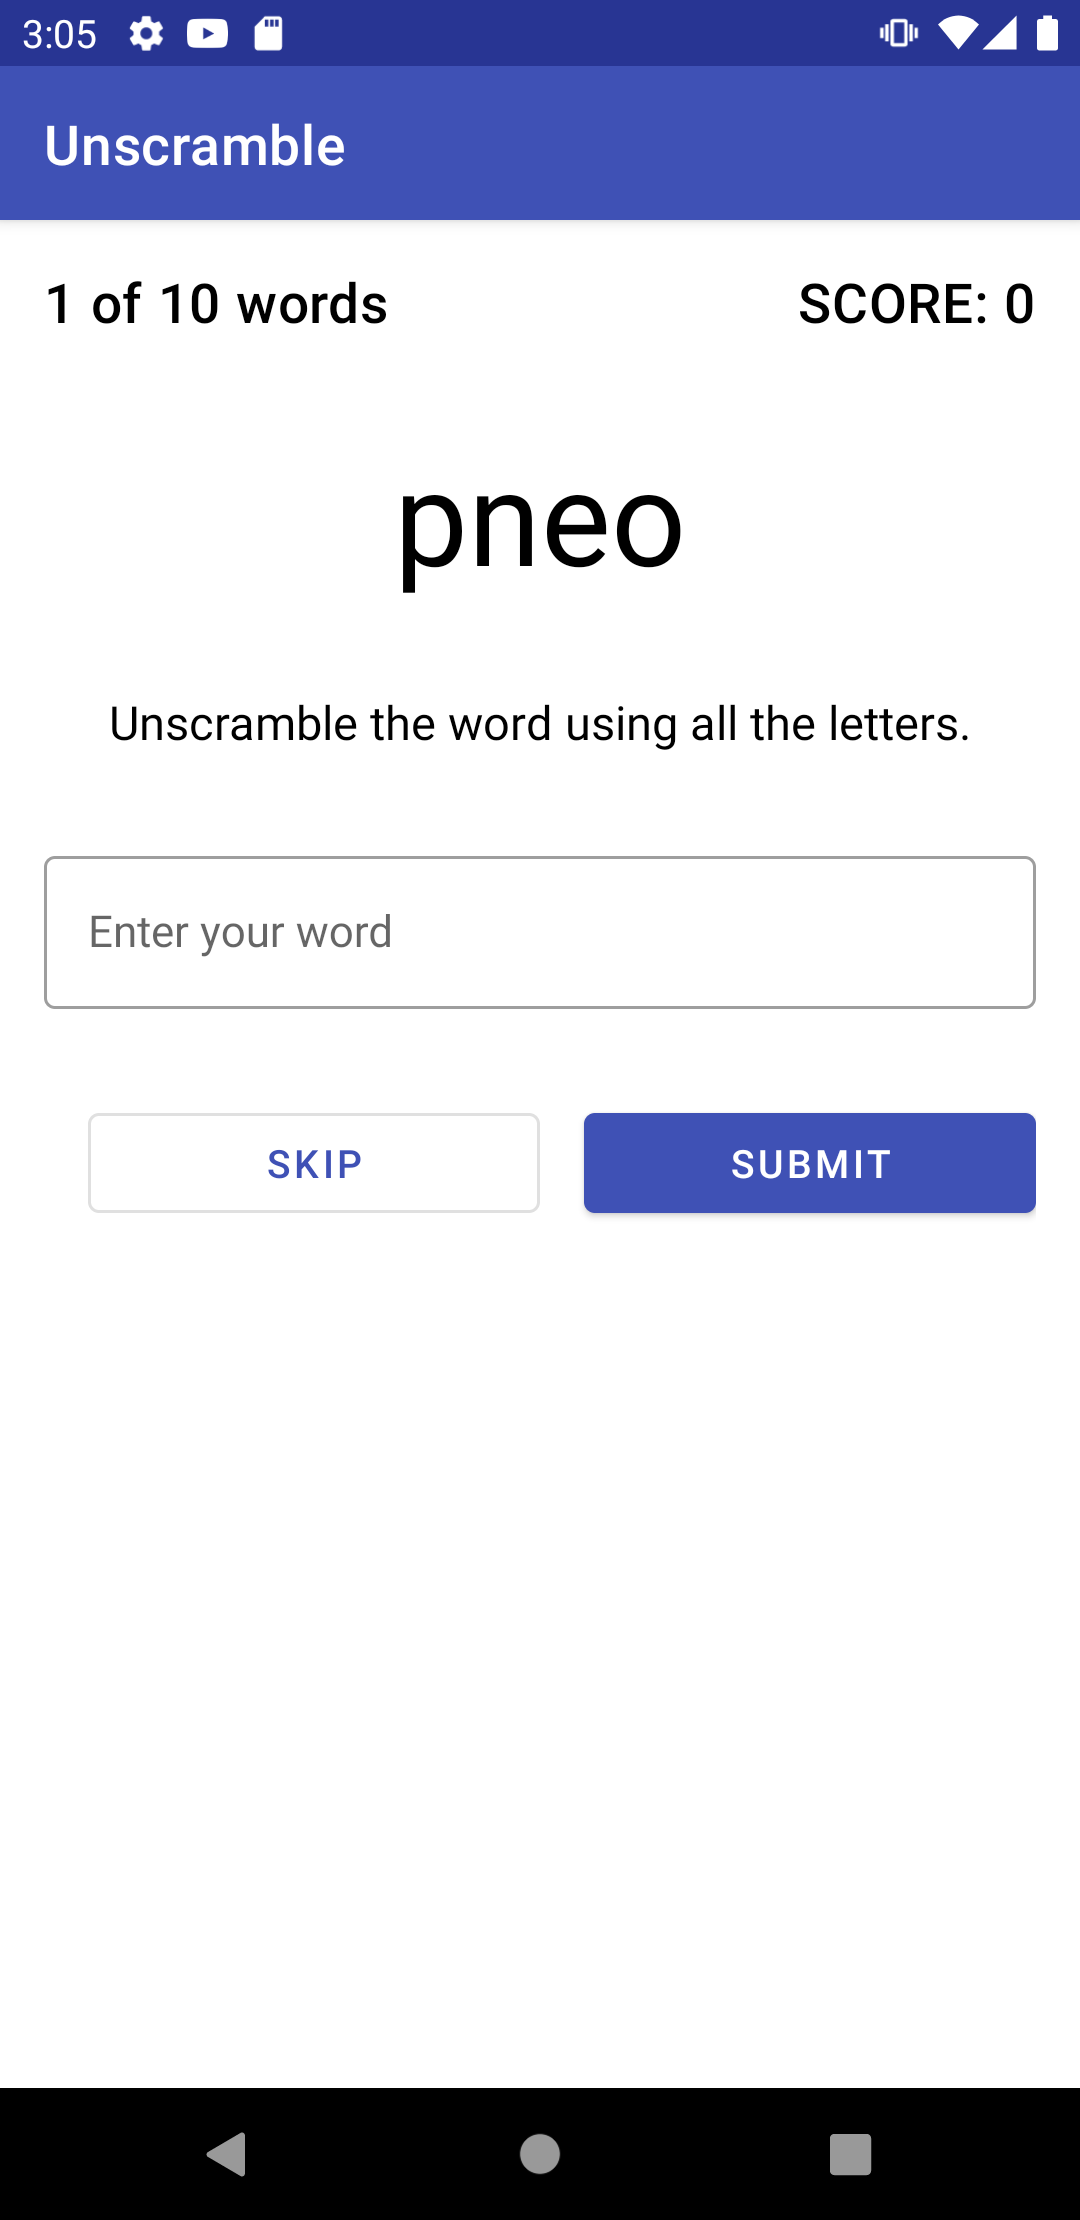 3:05
Unscramble
1 of 10 words SCORE: 0
pneo
Unscramble the word using all the letters.
Enter your word
SKIP SUBMIT